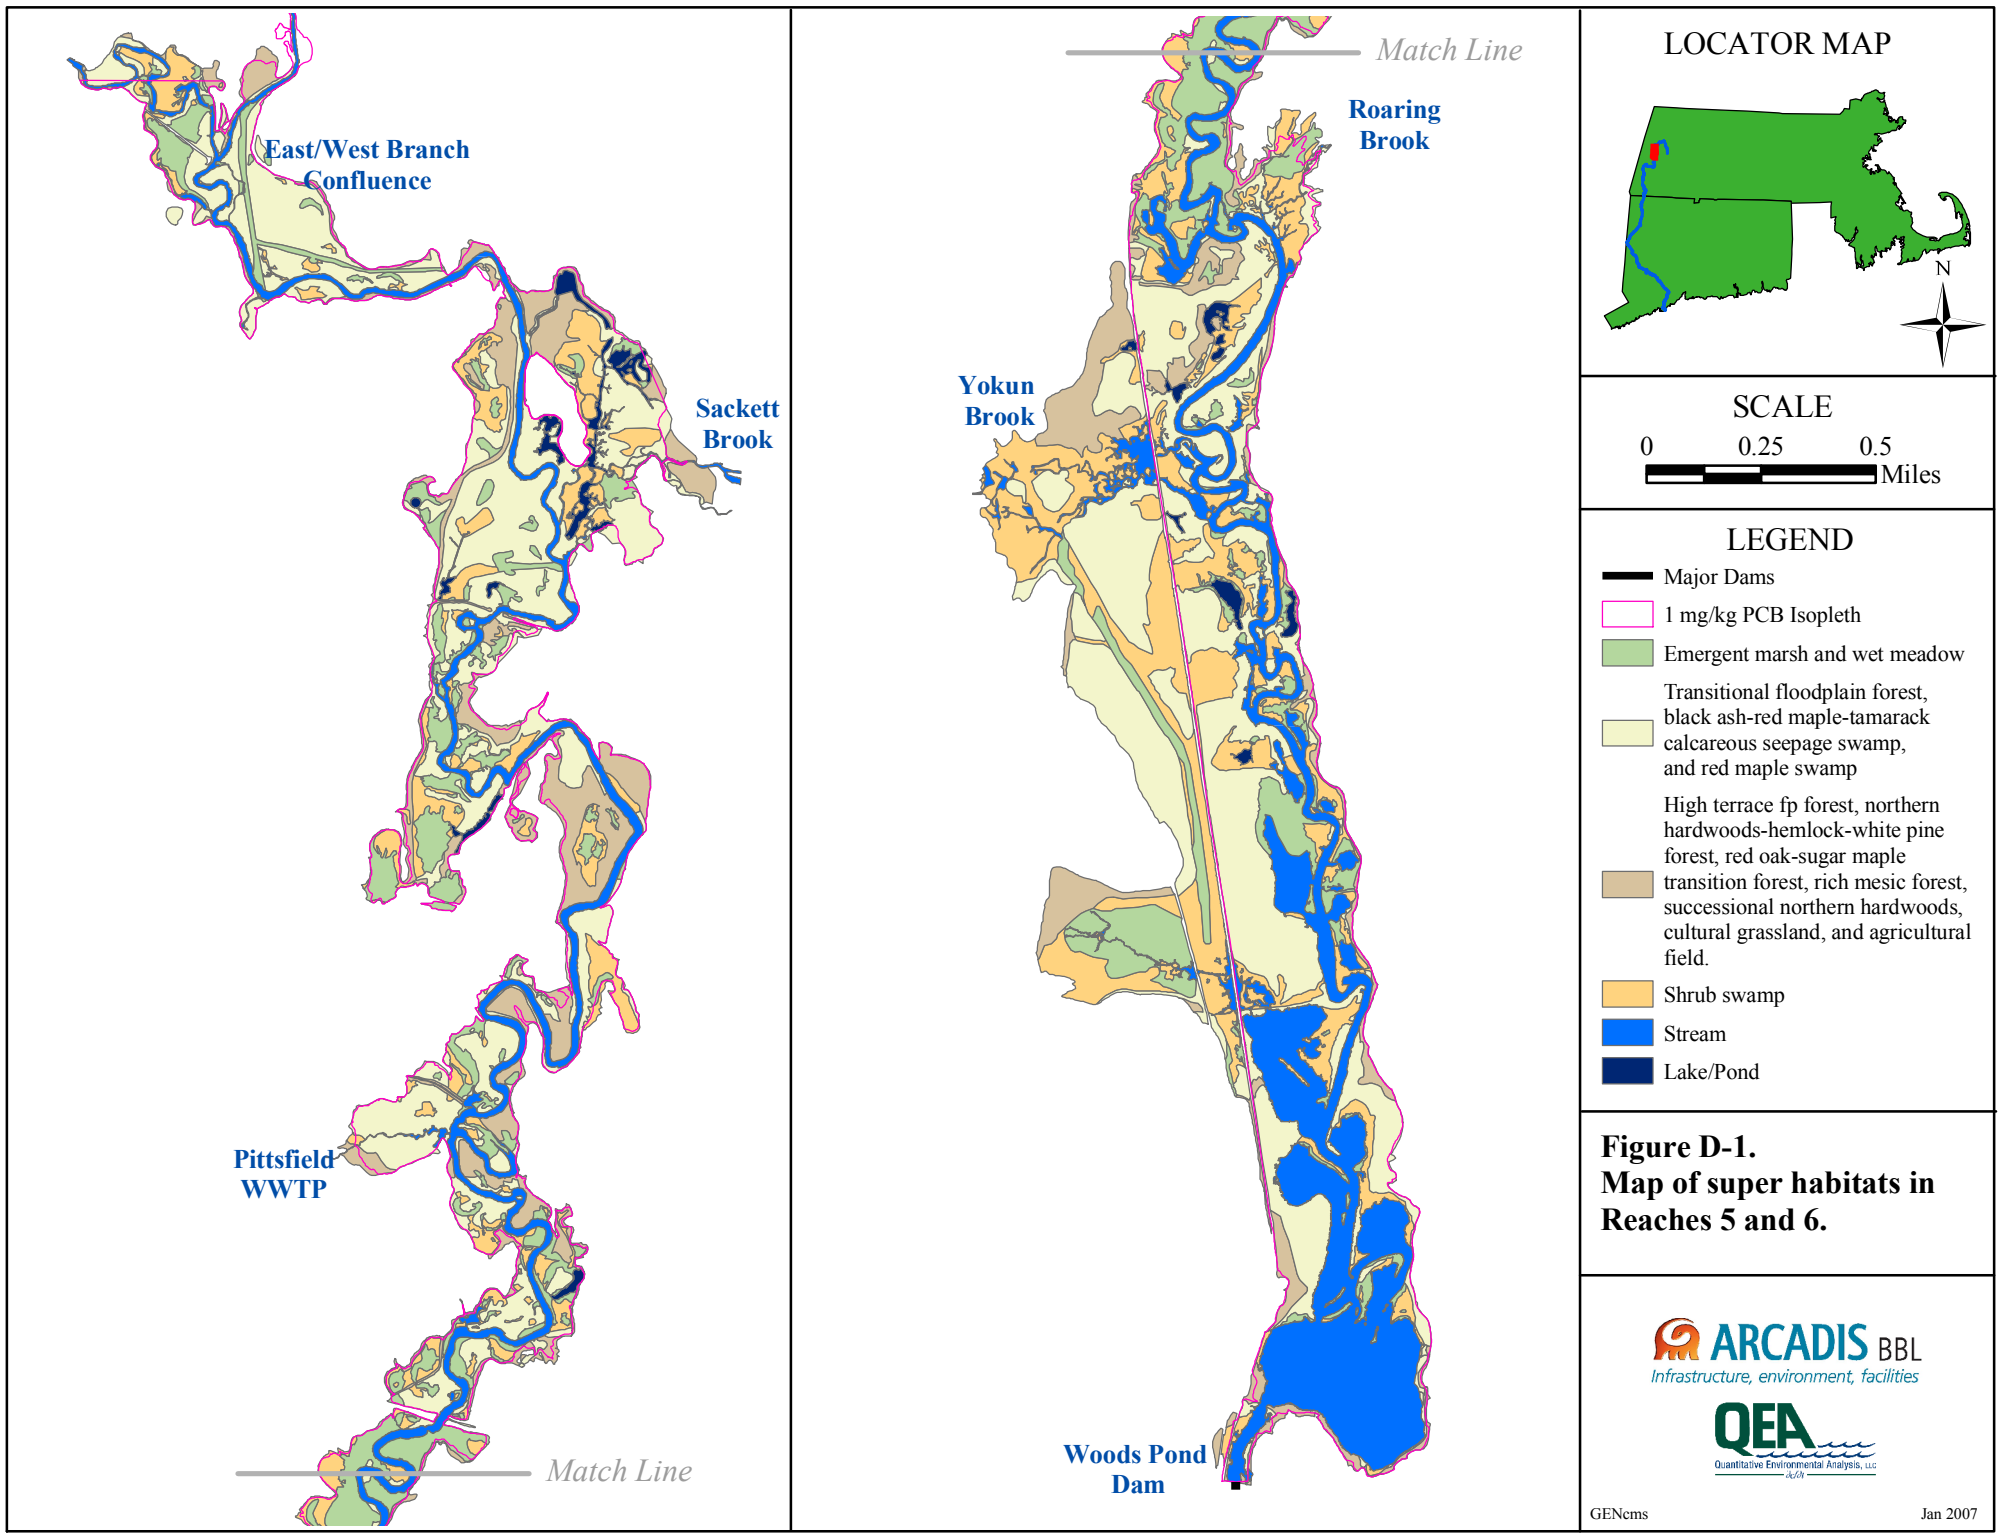 East/West Branch
Confluence
Sackett
Brook
Pittsfield
WWTP
Match Line
Match Line
Roaring
Brook
Yokun
Brook
Woods Pond
Dam
LOCATOR MAP
N
SCALE
0 0.25 0.5
Miles
LEGEND
Major Dams
1 mg/kg PCB Isopleth
Emergent marsh and wet meadow
Transitional floodplain forest,
black ash-red maple-tamarack
calcareous seepage swamp,
and red maple swamp
High terrace fp forest, northern
hardwoods-hemlock-white pine
forest, red oak-sugar maple
transition forest, rich mesic forest,
successional northern hardwoods,
cultural grassland, and agricultural
field.
Shrub swamp
Stream
Lake/Pond
Figure D-1.
Map of super habitats in
Reaches 5 and 6.
ARCADIS BBL
Infrastructure, environment, facilities
QEA
Quantitative Environmental Analysis, LLC
GENcms Jan 2007